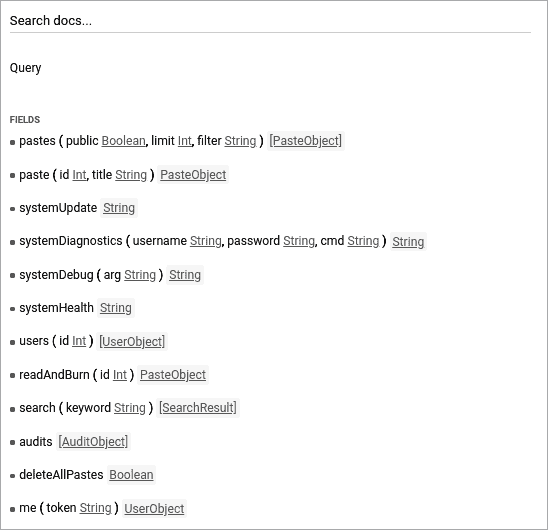 Search docs...
Query
FIELDS
pastes ( public Boolean, limit Int, filter String ) [PasteObject]
paste ( id Int, title String ) PasteObject
systemUpdate String
systemDiagnostics ( username String, password String, cmd String ) String
systemDebug ( arg String ) String
systemHealth String
users ( id Int ) [UserObject]
readAndBurn ( id Int ) PasteObject
search ( keyword String ) [SearchResult]
audits [AuditObject]
deleteAllPastes Boolean
me ( token String ) UserObject